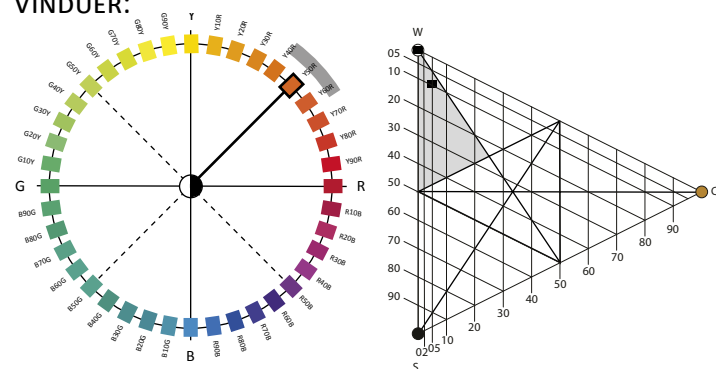 VINDUER:
Y
Y10R
Y20R
Y30R
Y40R
Y50R
Y60R
Y70R
Y80R
Y90R
R
R10B
R20B
R30B
R40B
R50B
R60B
R70B
R80B
R90B
B
B10G
B20G
B30G
B40G
B50G
B60G
B70G
B80G
B90G
G
G10Y
G20Y
G30Y
G40Y
G50Y
G60Y
G70Y
G80Y
G90Y
W
05
10
20
30
40
50
60
70
80
90
S
02
05
10
20
30
40
50
60
70
80
90
C